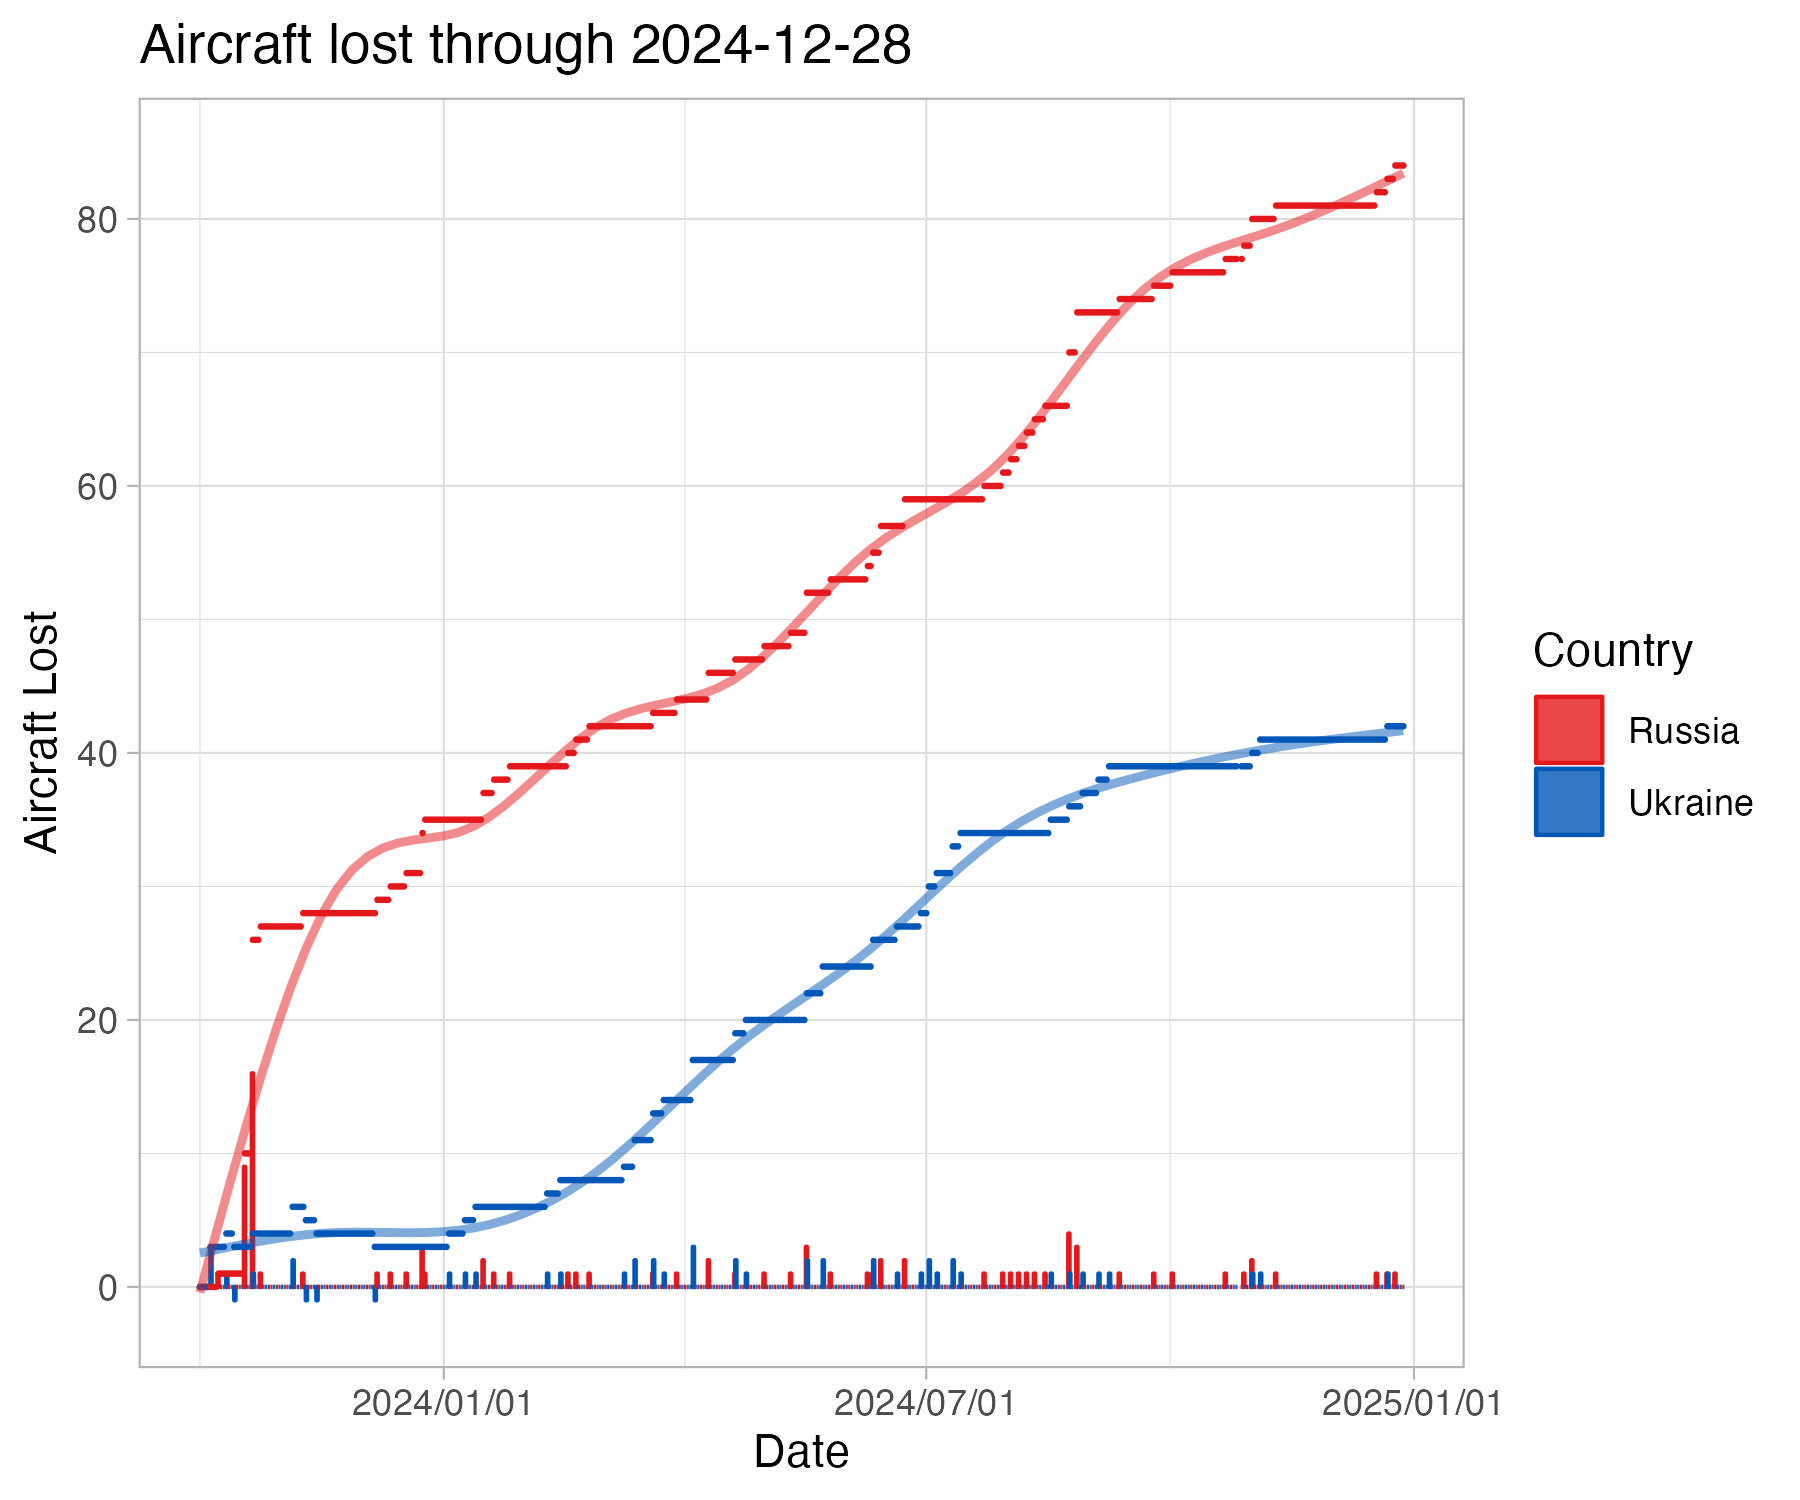 Aircraft lost through 2024-12-28
Aircraft Lost
80
60
40
20
0
2024/01/01
2024/07/01
2025/01/01
Date
Country
Russia
Ukraine